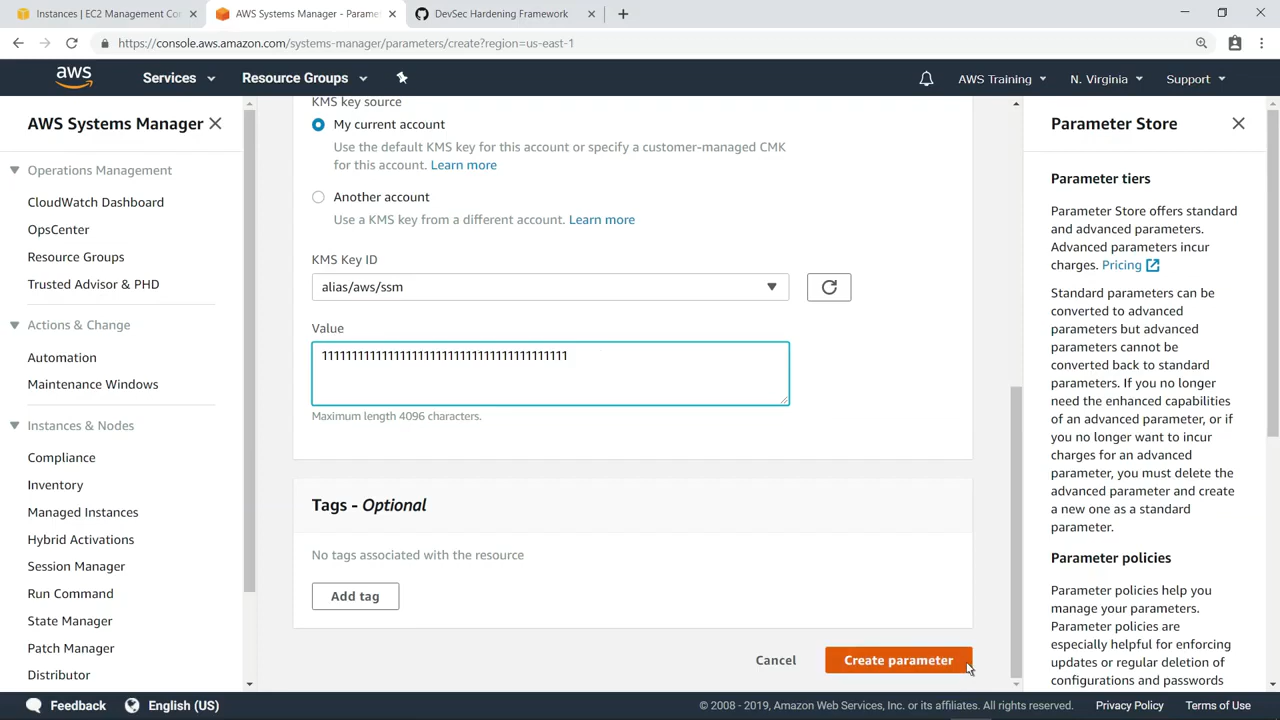 Instances | EC2 Management Con
AWS Systems Manager - Parame
DevSec Hardening Framework
https://console.aws.amazon.com/systems-manager/parameters/create?region=us-east-1
aws
Services
Resource Groups
AWS Training
N. Virginia
Support
AWS Systems Manager
Operations Management
CloudWatch Dashboard
OpsCenter
Resource Groups
Trusted Advisor & PHD
Actions & Change
Automation
Maintenance Windows
Instances & Nodes
Compliance
Inventory
Managed Instances
Hybrid Activations
Session Manager
Run Command
State Manager
Patch Manager
Distributor
KMS key source
My current account
Use the default KMS key for this account or specify a customer-managed CMK
for this account. Learn more
Another account
Use a KMS key from a different account. Learn more
KMS Key ID
alias/aws/ssm
Value
Maximum length 4096 characters.
Tags - Optional
No tags associated with the resource
Add tag
Cancel
Create parameter
Parameter Store
Parameter tiers
Parameter Store offers standard
and advanced parameters.
Advanced parameters incur
charges. Pricing
Standard parameters can be
converted to advanced
parameters but advanced
parameters cannot be
converted back to standard
parameters. If you no longer
need the enhanced capabilities
of an advanced parameter, or if
you no longer want to incur
charges for an advanced
parameter, you must delete the
advanced parameter and create
a new one as a standard
parameter.
Parameter policies
Parameter policies help you
manage your parameters.
Parameter policies are
especially helpful for enforcing
updates or regular deletion of
configurations and passwords
Feedback
English (US)
© 2008 - 2019, Amazon Web Services, Inc. or its affiliates. All rights reserved.
Privacy Policy
Terms of Use